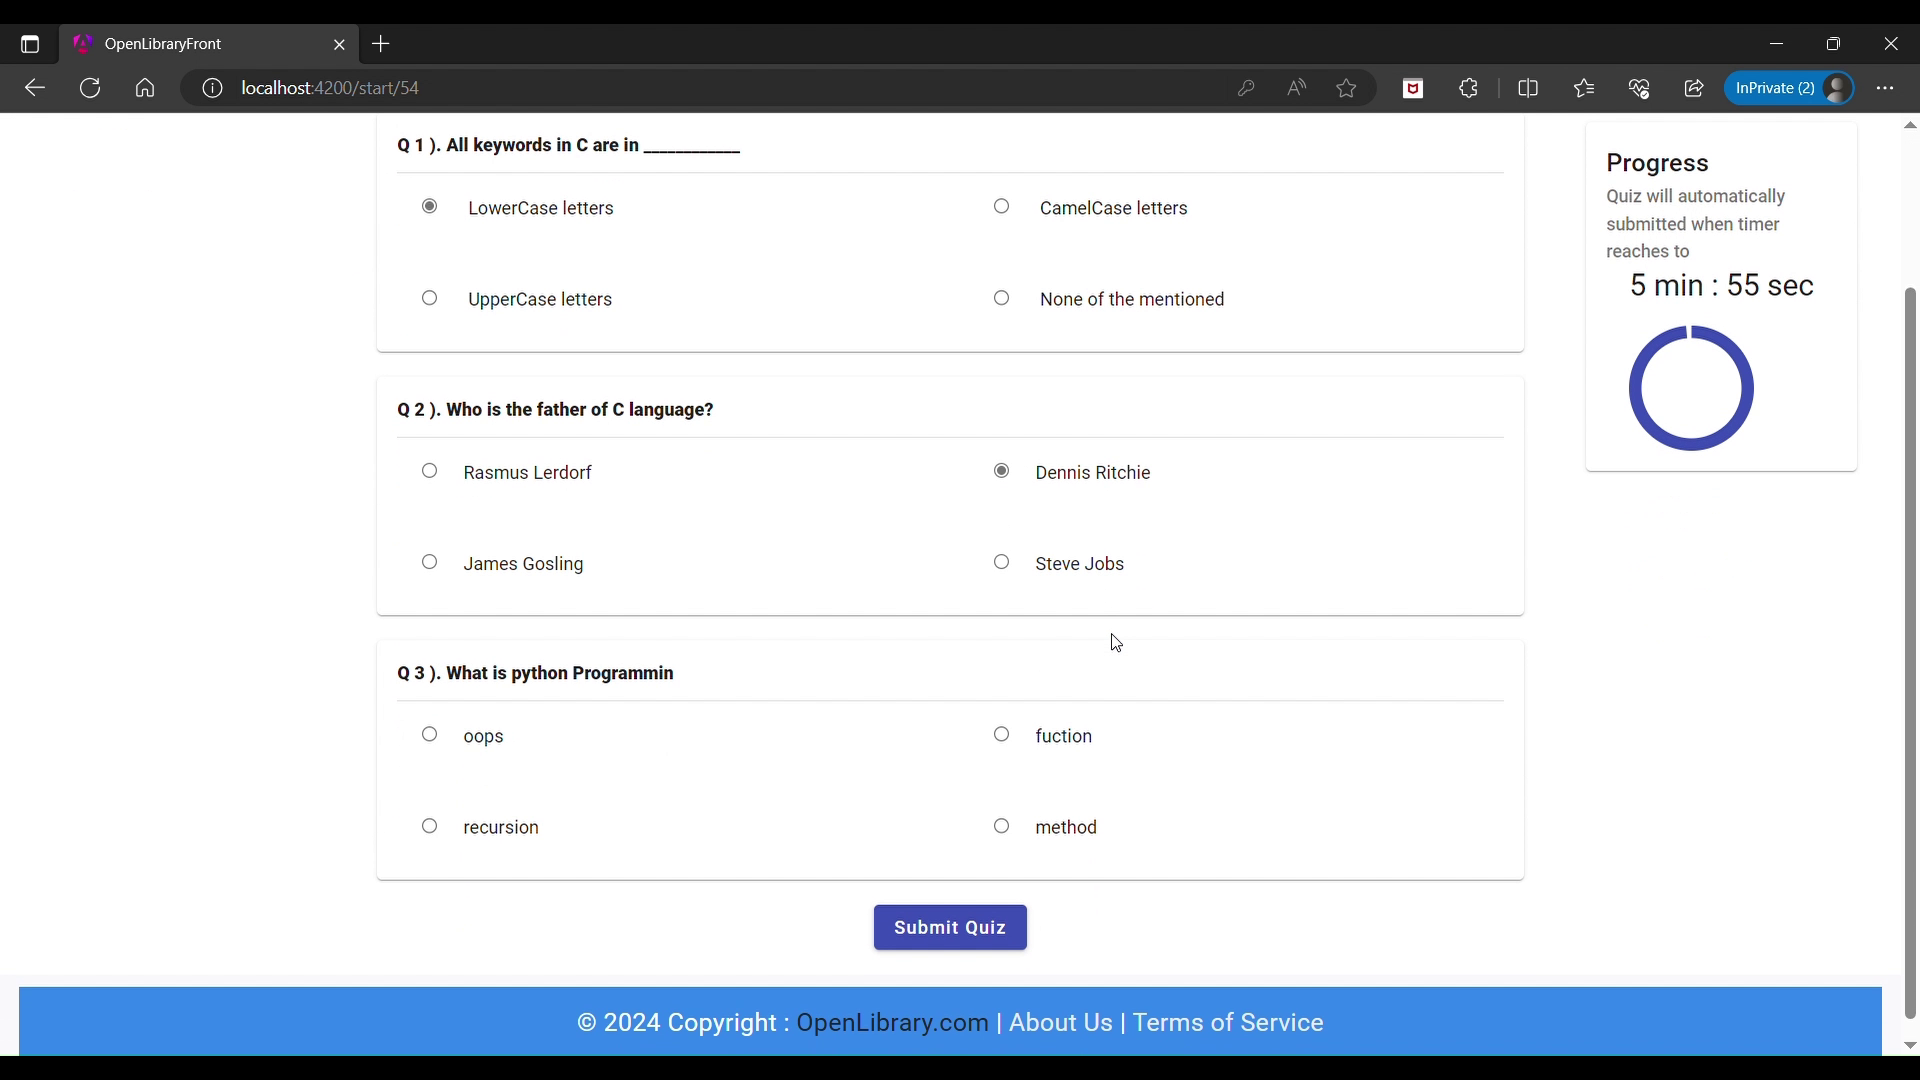 OpenLibraryFront
localhost:4200/start/54
InPrivate (2)
Q 1 ). All keywords in C are in ____________
LowerCase letters
CamelCase letters
UpperCase letters
None of the mentioned
Q 2 ). Who is the father of C language?
Rasmus Lerdorf
Dennis Ritchie
James Gosling
Steve Jobs
Q 3 ). What is python Programmin
oops
fuction
recursion
method
Submit Quiz
Progress
Quiz will automatically
submitted when timer
reaches to
5 min : 55 sec
© 2024 Copyright : OpenLibrary.com | About Us | Terms of Service